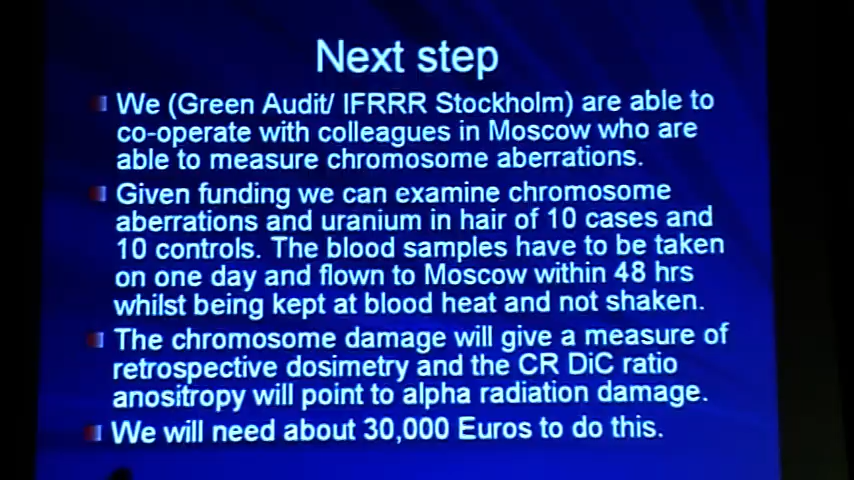 Next step
We (Green Audit/ IFRRR Stockholm) are able to
co-operate with colleagues in Moscow who are
able to measure chromosome aberrations.
Given funding we can examine chromosome
aberrations and uranium in hair of 10 cases and
10 controls. The blood samples have to be taken
on one day and flown to Moscow within 48 hrs
whilst being kept at blood heat and not shaken.
The chromosome damage will give a measure of
retrospective dosimetry and the CR DiC ratio
anositropy will point to alpha radiation damage.
We will need about 30,000 Euros to do this.